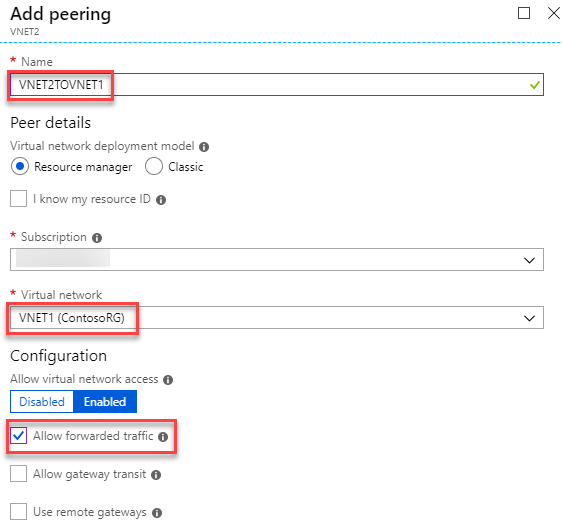 Add peering
VNET2
* Name
VNET2TOVNET1
Peer details
Virtual network deployment model
Resource manager Classic
I know my resource ID
* Subscription
* Virtual network
VNET1 (ContosoRG)
Configuration
Allow virtual network access
Disabled Enabled
Allow forwarded traffic
Allow gateway transit
Use remote gateways